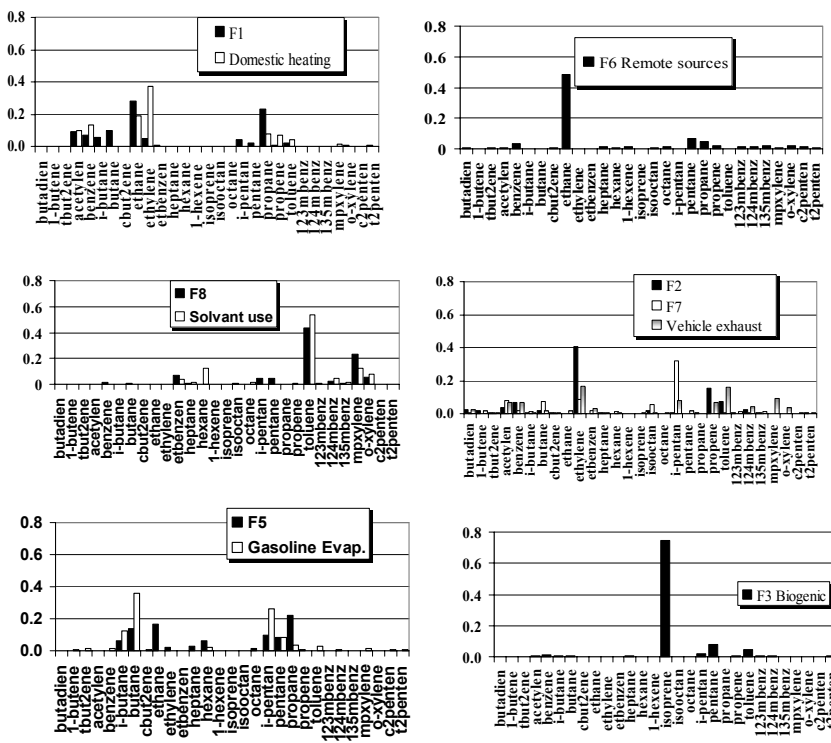 0.8
0.6
0.4
0.2
0.0
F1
Domestic heating
butadien
1-butene
tbut2ene
acetylen
benzene
i-butane
butane
cbut2ene
ethane
ethylene
etbenzen
heptane
hexane
1-hexene
isoprene
isooctan
octane
i-pentan
pentane
propane
propene
toluene
123mbenz
124mbenz
135mbenz
mpxylene
o-xylene
c2penten
t2penten
0.8
0.6
0.4
0.2
0
F6 Remote sources
butadien
1-butene
tbut2ene
acetylen
benzene
i-butane
butane
cbut2ene
ethane
ethylene
etbenzen
heptane
hexane
1-hexene
isoprene
isooctan
octane
i-pentan
pentane
propane
propene
toluene
123mbenz
124mbenz
135mbenz
mpxylene
o-xylene
c2penten
t2penten
0.8
0.6
0.4
0.2
0
F8
Solvant use
butadien
1-butene
tbut2ene
acetylen
benzene
i-butane
butane
cbut2ene
ethane
ethylene
etbenzen
heptane
hexane
1-hexene
isoprene
isooctan
octane
i-pentan
pentane
propane
propene
toluene
123mbenz
124mbenz
135mbenz
mpxylene
o-xylene
c2penten
t2penten
0.8
0.6
0.4
0.2
0.0
F2
F7
Vehicle exhaust
butadien
1-butene
tbut2ene
acetylen
benzene
i-butane
butane
cbut2ene
ethane
ethylene
etbenzen
heptane
hexane
1-hexene
isoprene
isooctan
octane
i-pentan
pentane
propane
propene
toluene
123mbenz
124mbenz
135mbenz
mpxylene
o-xylene
c2penten
t2penten
0.8
0.6
0.4
0.2
0.0
F5
Gasoline Evap.
butadien
1-butene
tbut2ene
acetylen
benzene
i-butane
butane
cbut2ene
ethane
ethylene
etbenzen
heptane
hexane
1-hexene
isoprene
isooctan
octane
i-pentan
pentane
propane
propene
toluene
123mbenz
124mbenz
135mbenz
mpxylene
o-xylene
c2penten
t2penten
0.8
0.6
0.4
0.2
0.0
F3 Biogenic
butadien
1-butene
tbut2ene
acetylen
benzene
i-butane
butane
cbut2ene
ethane
ethylene
etbenzen
heptane
hexane
1-hexene
isoprene
isooctan
octane
i-pentan
pentane
propane
propene
toluene
123mbenz
124mbenz
135mbenz
mpxylene
o-xylene
c2penten